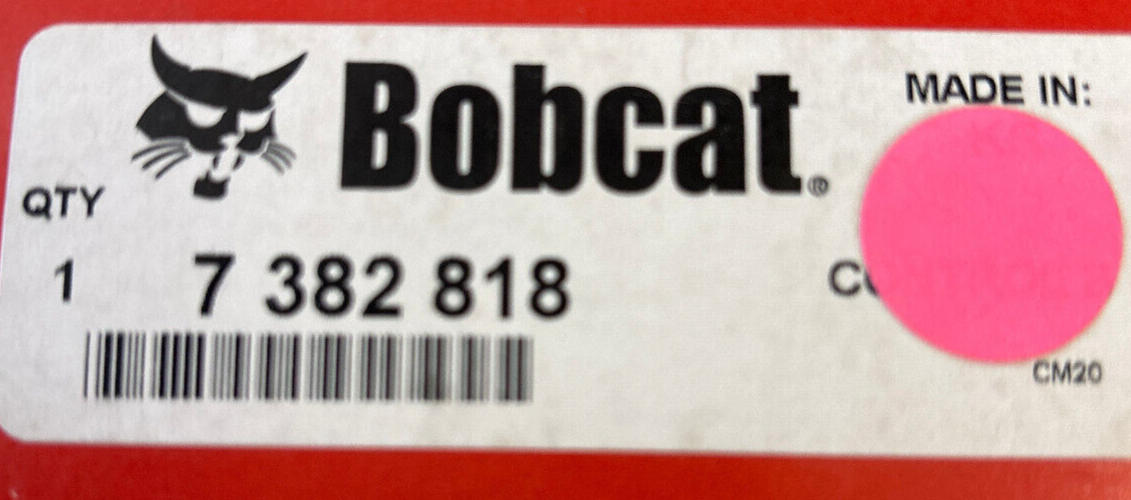 Bobcat®
MADE IN:
QTY
1 7 382 818
CM20